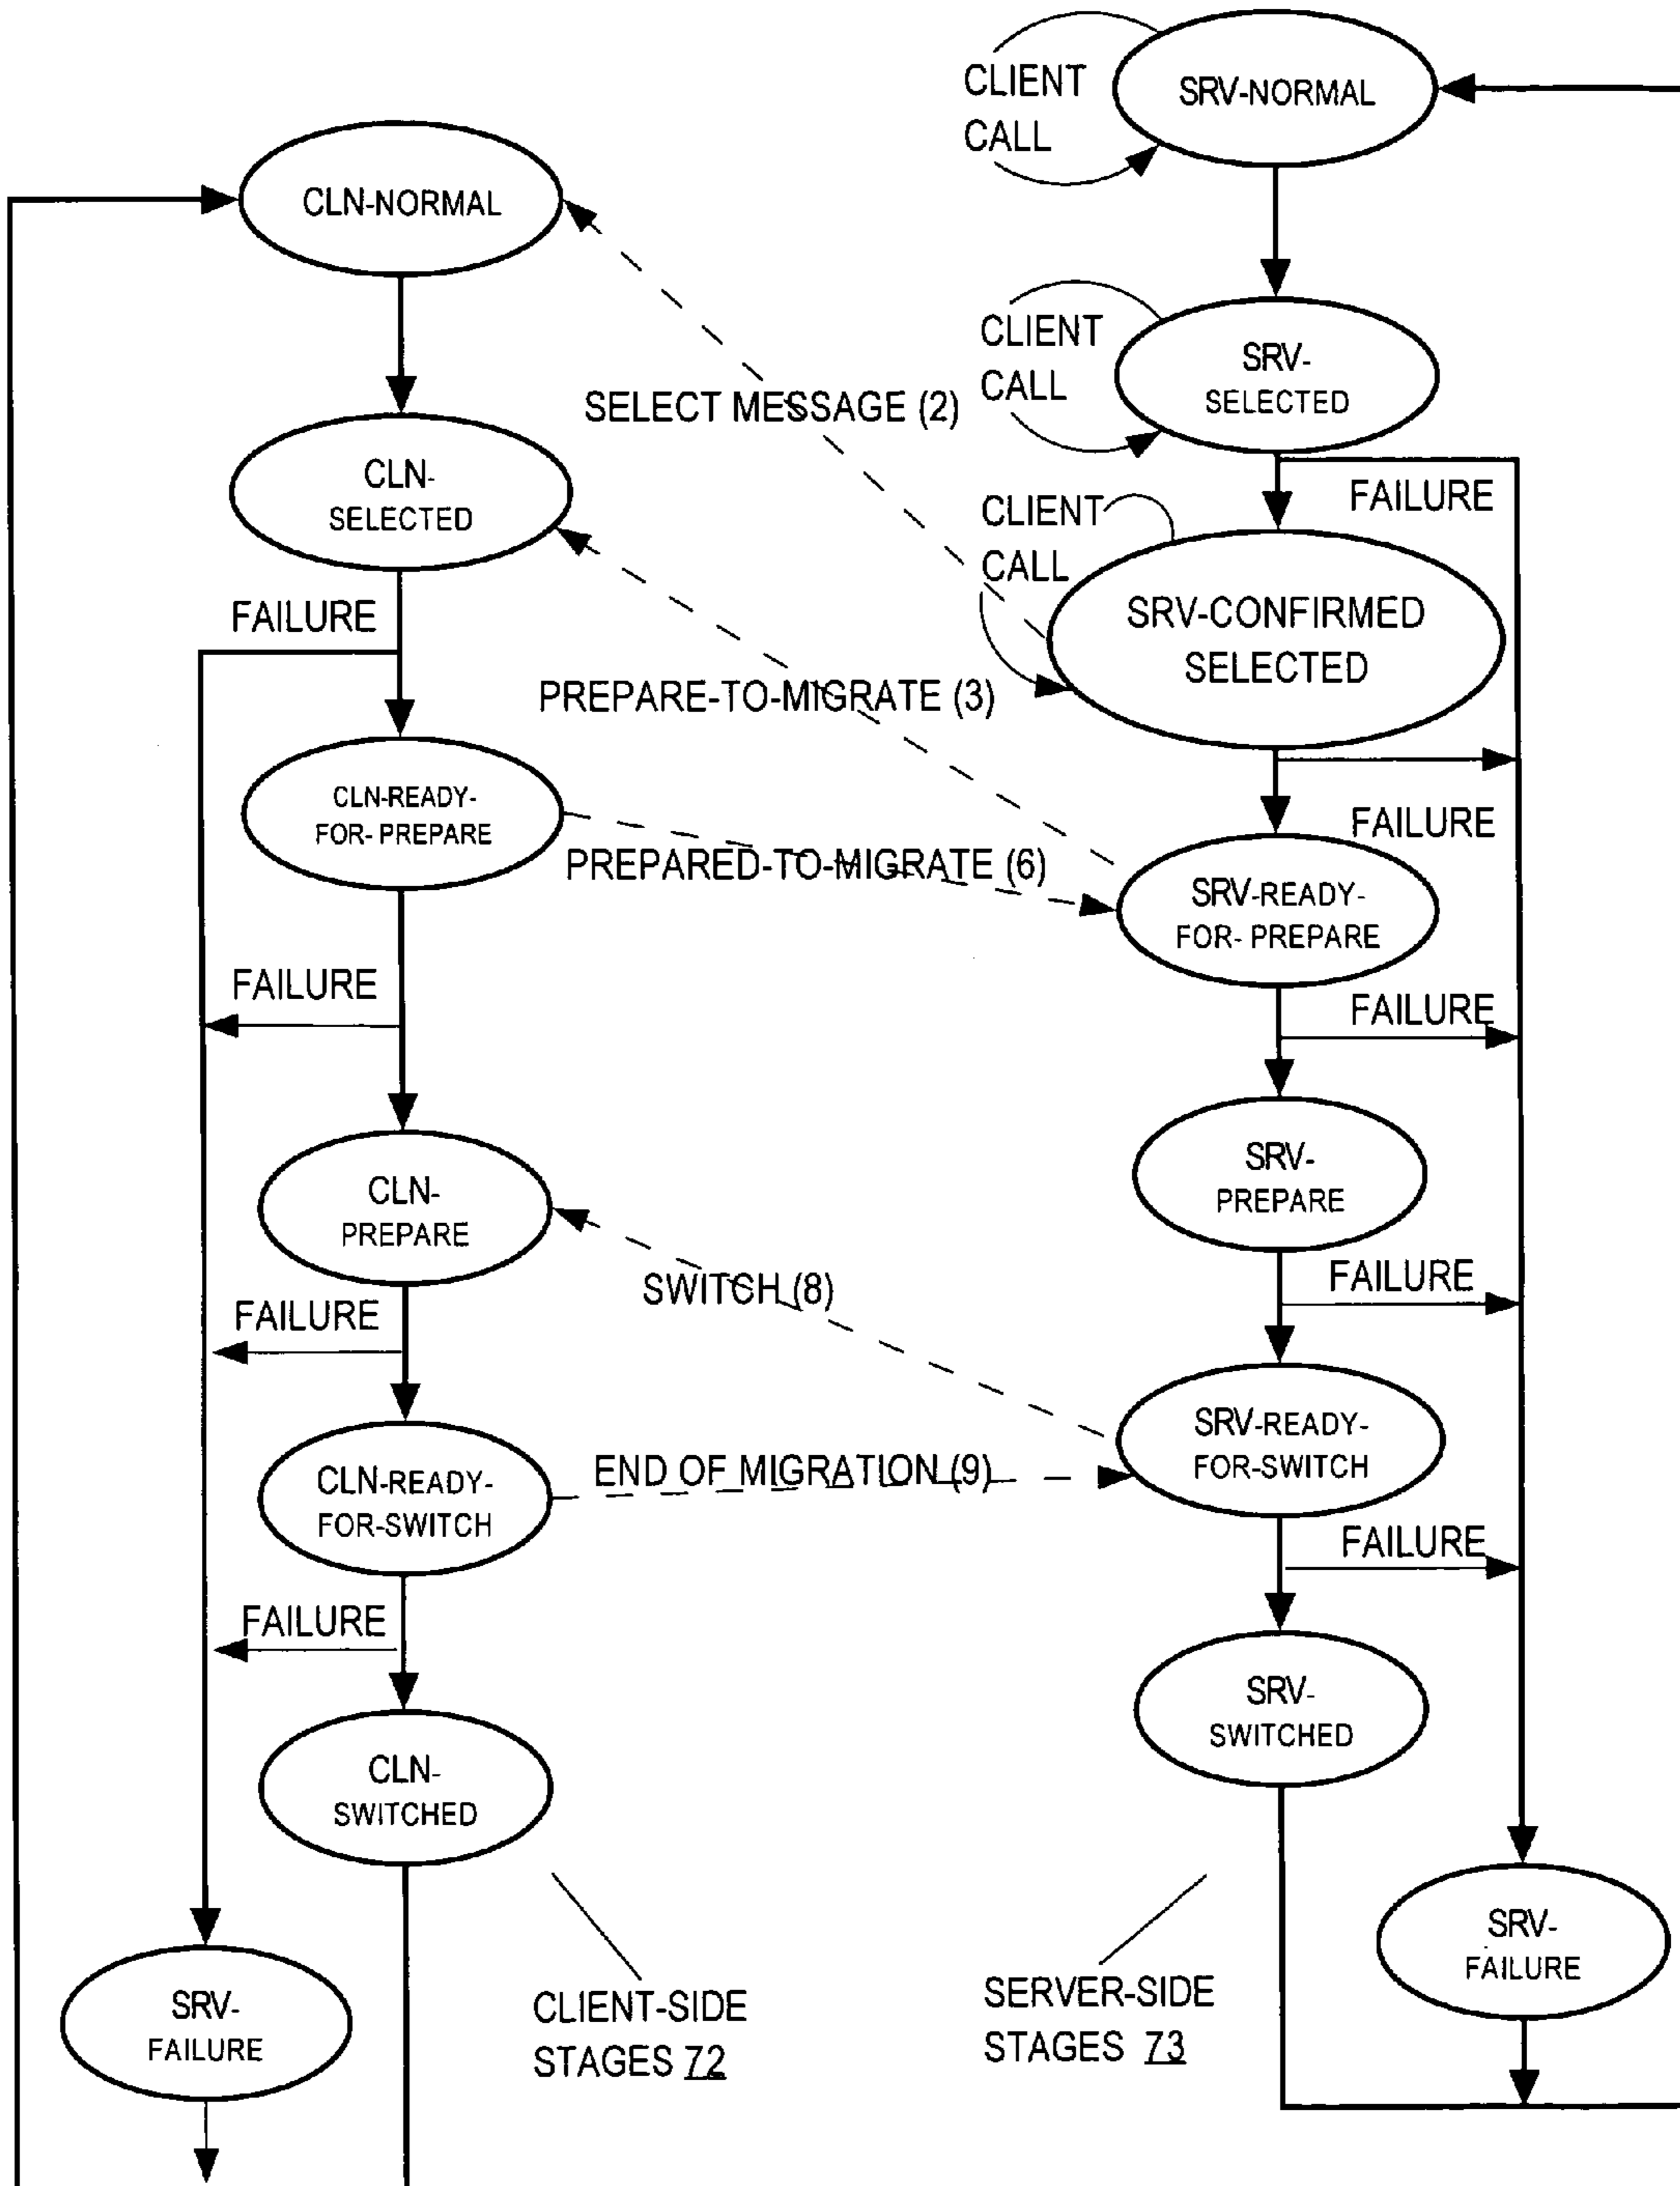 CLIENT
CALL
SRV-NORMAL
CLN-NORMAL
CLIENT
CALL
SRV-
SELECTED
SELECT MESSAGE (2)
CLN-
SELECTED
FAILURE
CLIENT
CALL
SRV-CONFIRMED
SELECTED
FAILURE
PREPARE-TO-MIGRATE (3)
CLN-READY-
FOR- PREPARE
FAILURE
PREPARED-TO-MIGRATE (6)
SRV-READY-
FOR- PREPARE
FAILURE
FAILURE
CLN-
PREPARE
SRV-
PREPARE
SWITCH (8)
FAILURE
FAILURE
SRV-READY-
FOR-SWITCH
CLN-READY-
FOR-SWITCH
END OF MIGRATION (9)
FAILURE
FAILURE
SRV-
SWITCHED
CLN-
SWITCHED
SRV-
FAILURE
SRV-
FAILURE
CLIENT-SIDE
STAGES 72
SERVER-SIDE
STAGES 73